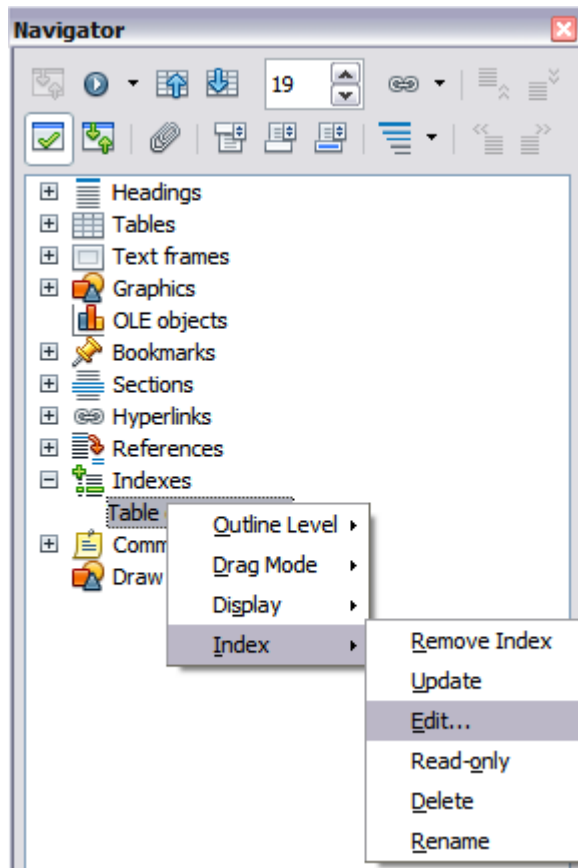 Navigator
19
Headings
Tables
Text frames
Graphics
OLE objects
Bookmarks
Sections
Hyperlinks
References
Indexes
Table
Draw
Outline Level
Drag Mode
Display
Index
Remove Index
Update
Edit...
Read-only
Delete
Rename